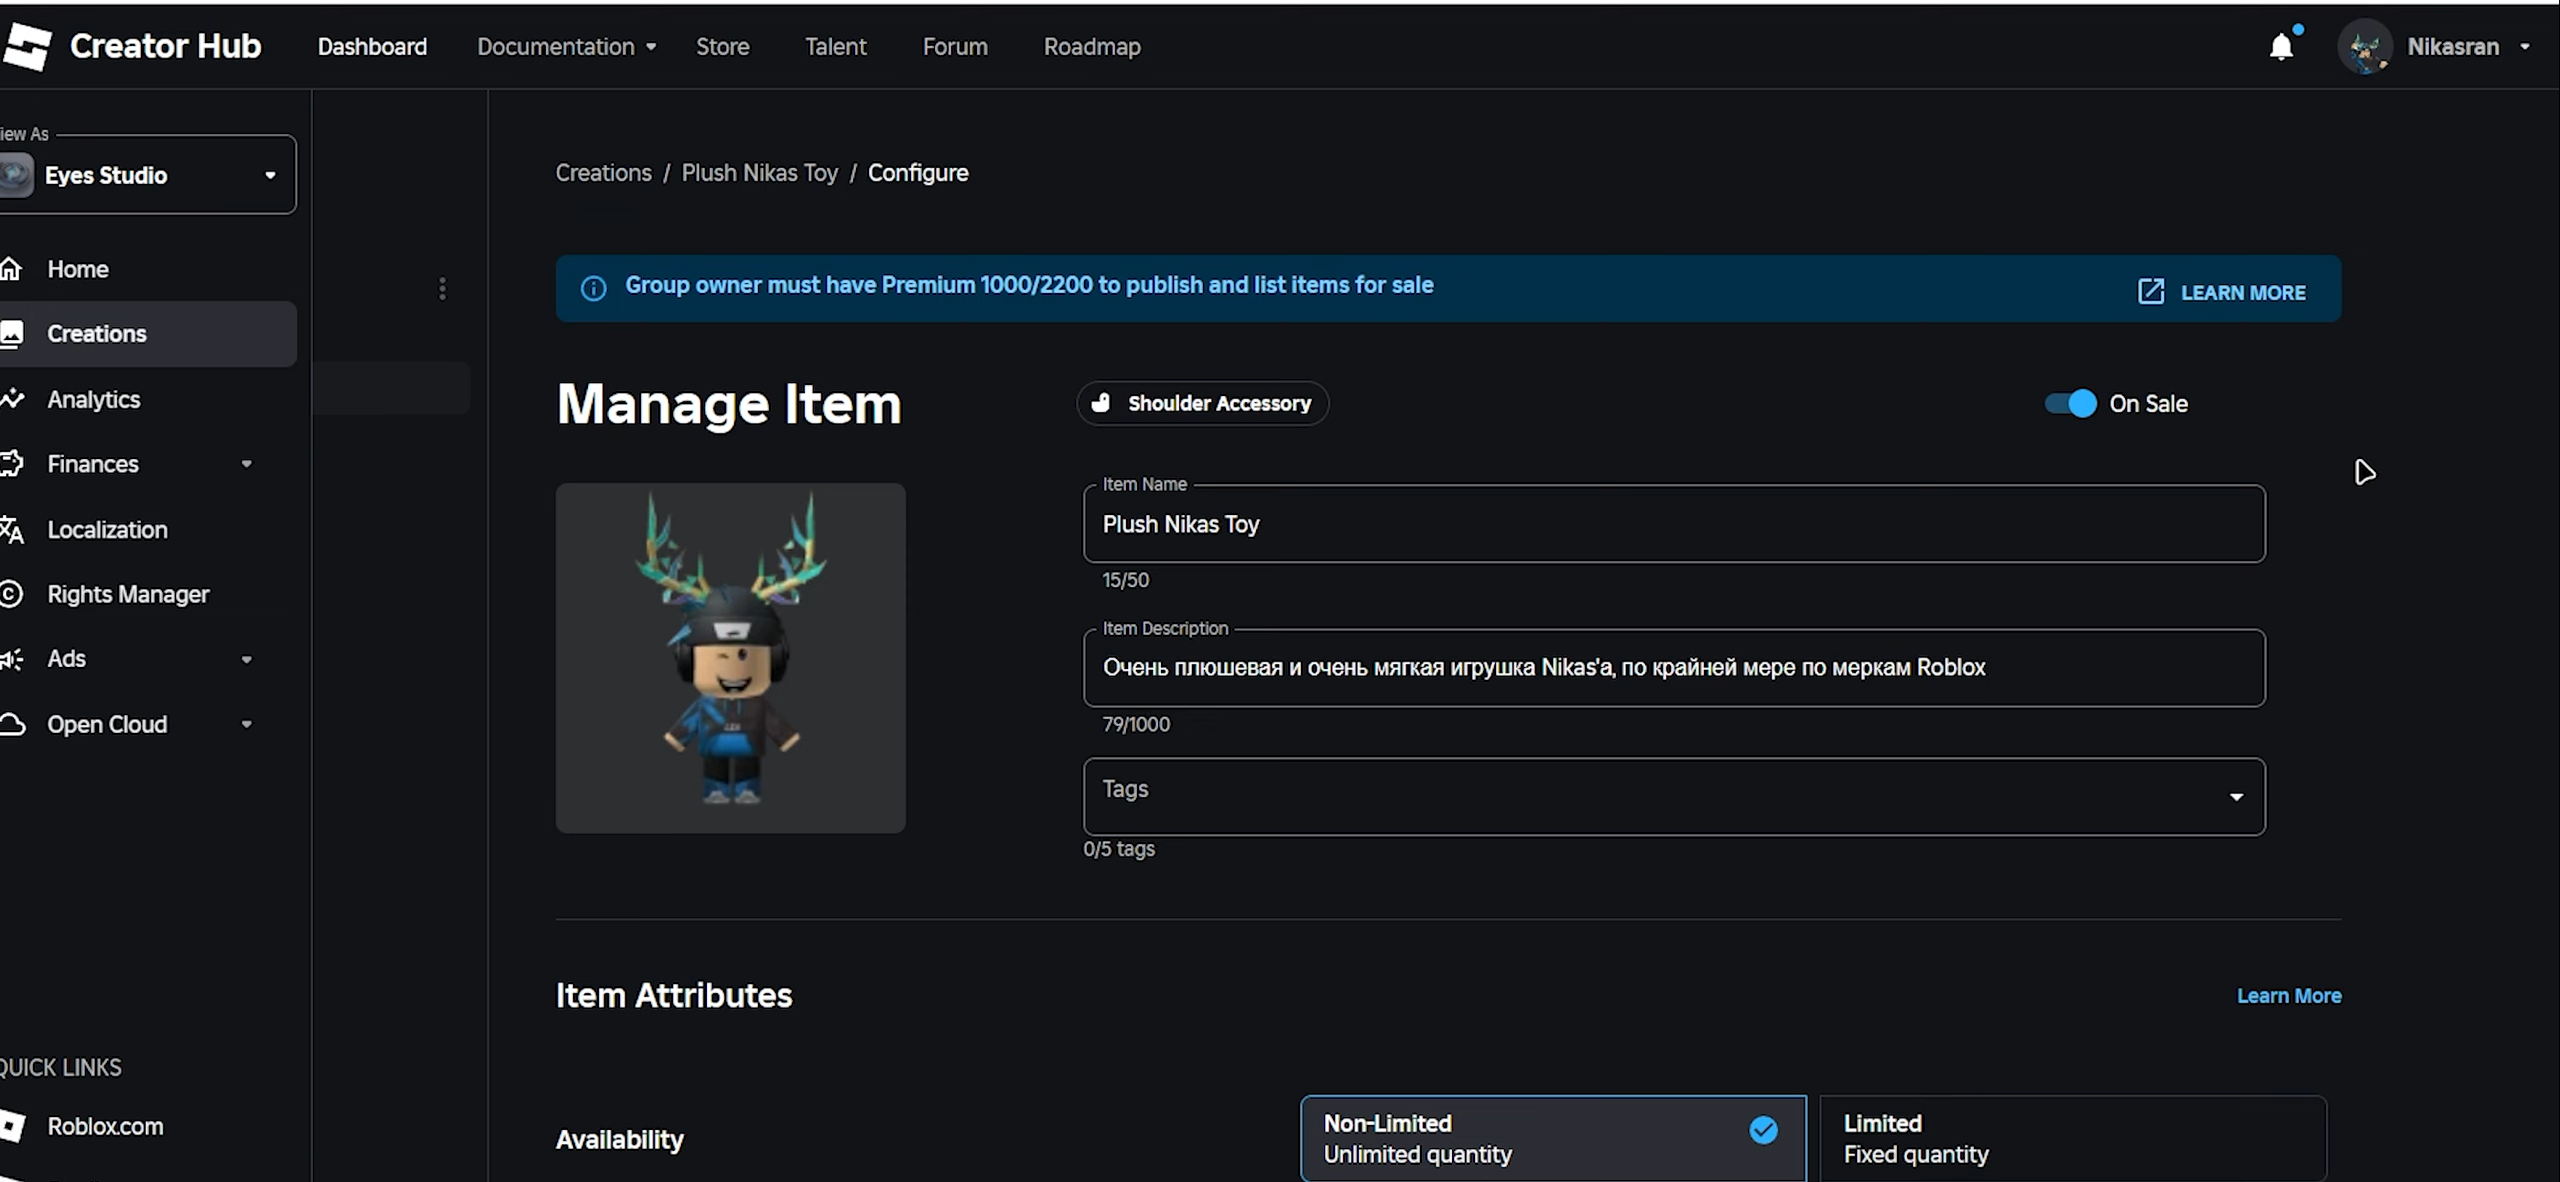 Creator Hub
Dashboard
Documentation
Store
Talent
Forum
Roadmap
Nikasran
iew As
Eyes Studio
Home
Creations
Analytics
Finances
Localization
Rights Manager
Ads
Open Cloud
QUICK LINKS
Roblox.com
Creations / Plush Nikas Toy / Configure
Group owner must have Premium 1000/2200 to publish and list items for sale
LEARN MORE
Manage Item
Shoulder Accessory
On Sale
Item Name
Plush Nikas Toy
15/50
Item Description
Очень плюшевая и очень мягкая игрушка Nikas'а, по крайней мере по меркам Roblox
79/1000
Tags
0/5 tags
Item Attributes
Learn More
Availability
Non-Limited
Unlimited quantity
Limited
Fixed quantity